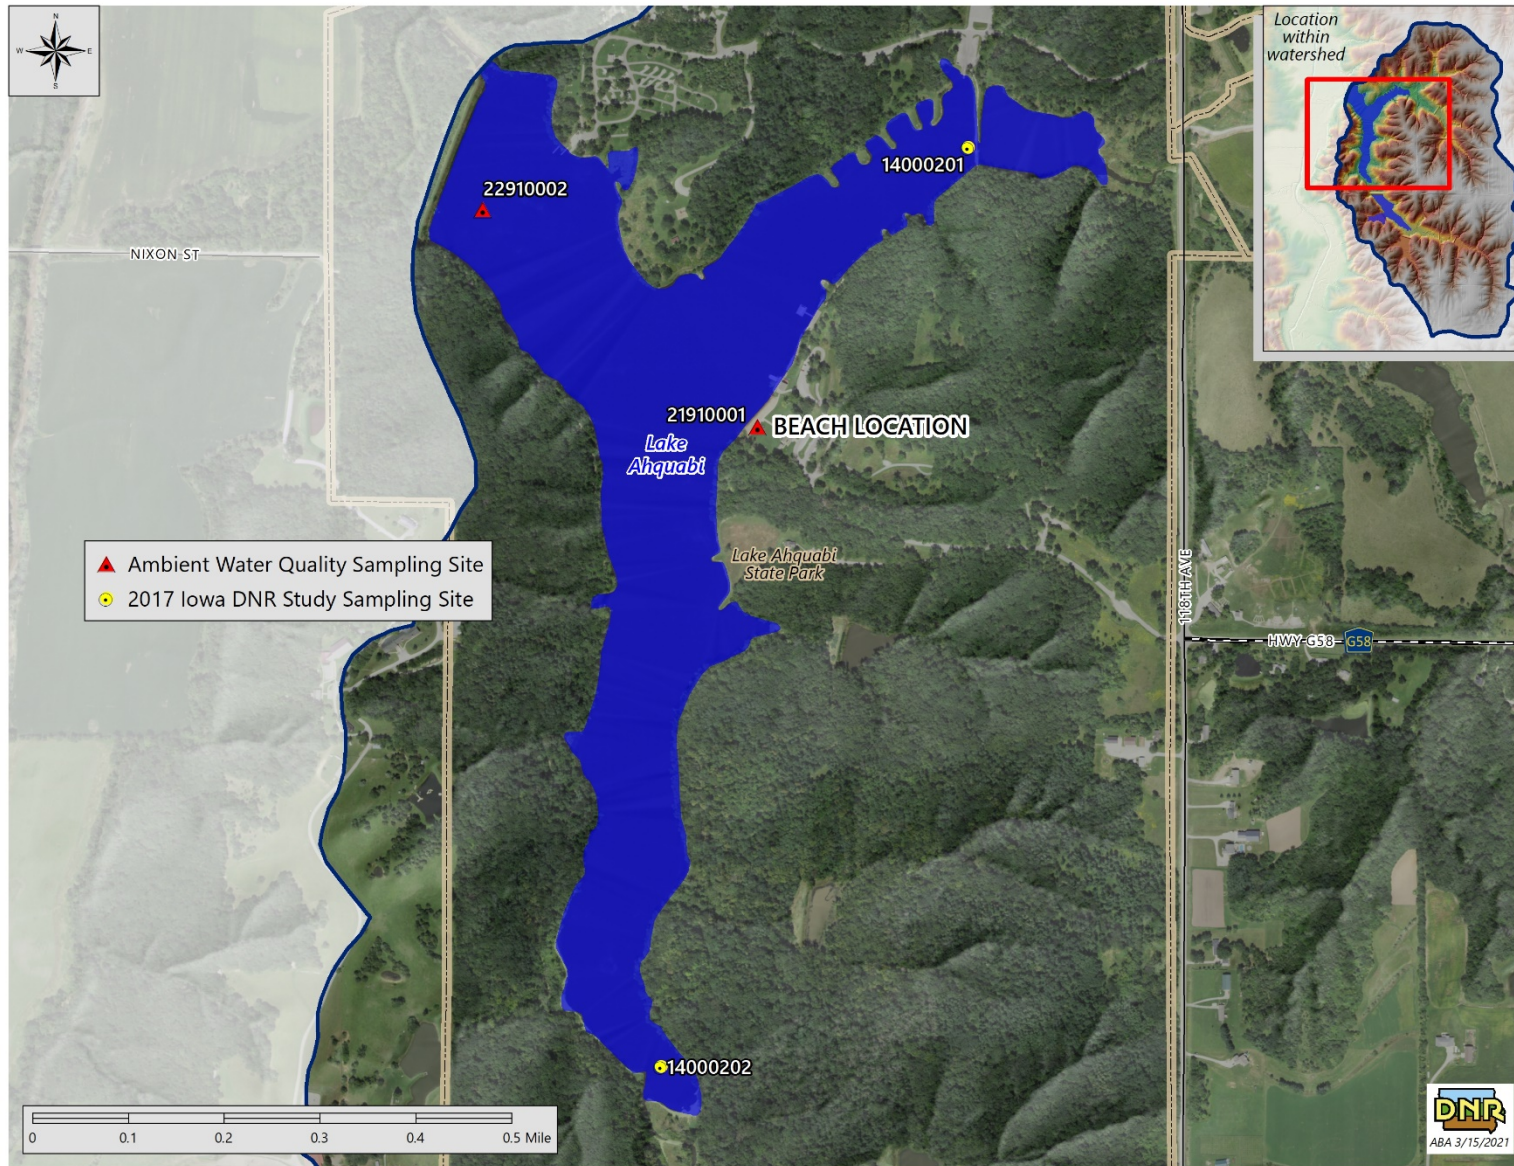 N
W E
S
Location
within
watershed
14000201
22910002
NIXON ST
21910001
BEACH LOCATION
Lake
Ahquabi
Lake Ahquabi
State Park
118TH AVE
Ambient Water Quality Sampling Site
2017 Iowa DNR Study Sampling Site
HWY G58 G58
14000202
0 0.1 0.2 0.3 0.4 0.5 Mile
DNR
ABA 3/15/2021